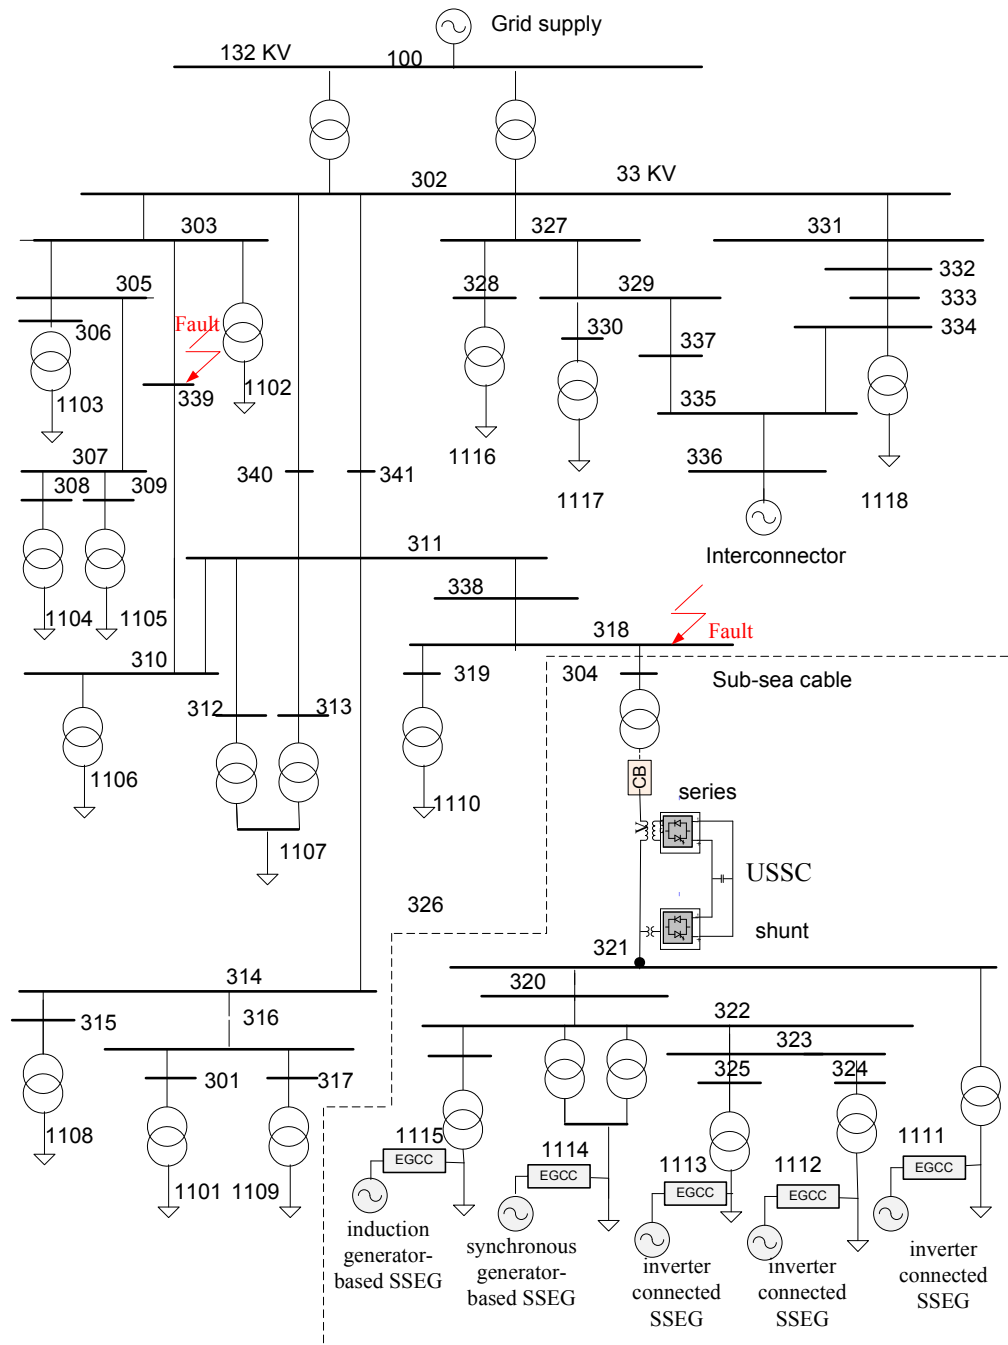 Grid supply
132 KV
100
302
33 KV
303
327
331
332
305
328
329
333
306
Fault
330
334
337
1103
339
1102
335
307
340
341
1116
336
308
309
1117
1118
311
Interconnector
338
1104
1105
318
Fault
310
319
304
Sub-sea cable
312
313
1106
CB
series
1110
V
1107
USSC
326
shunt
321
314
320
315
316
322
323
301
317
325
324
1108
1115
1114
1113
1112
1111
EGCC
EGCC
EGCC
EGCC
EGCC
1101
1109
induction
generator-
based SSEG
synchronous
generator-
based SSEG
inverter
connected
SSEG
inverter
connected
SSEG
inverter
connected
SSEG